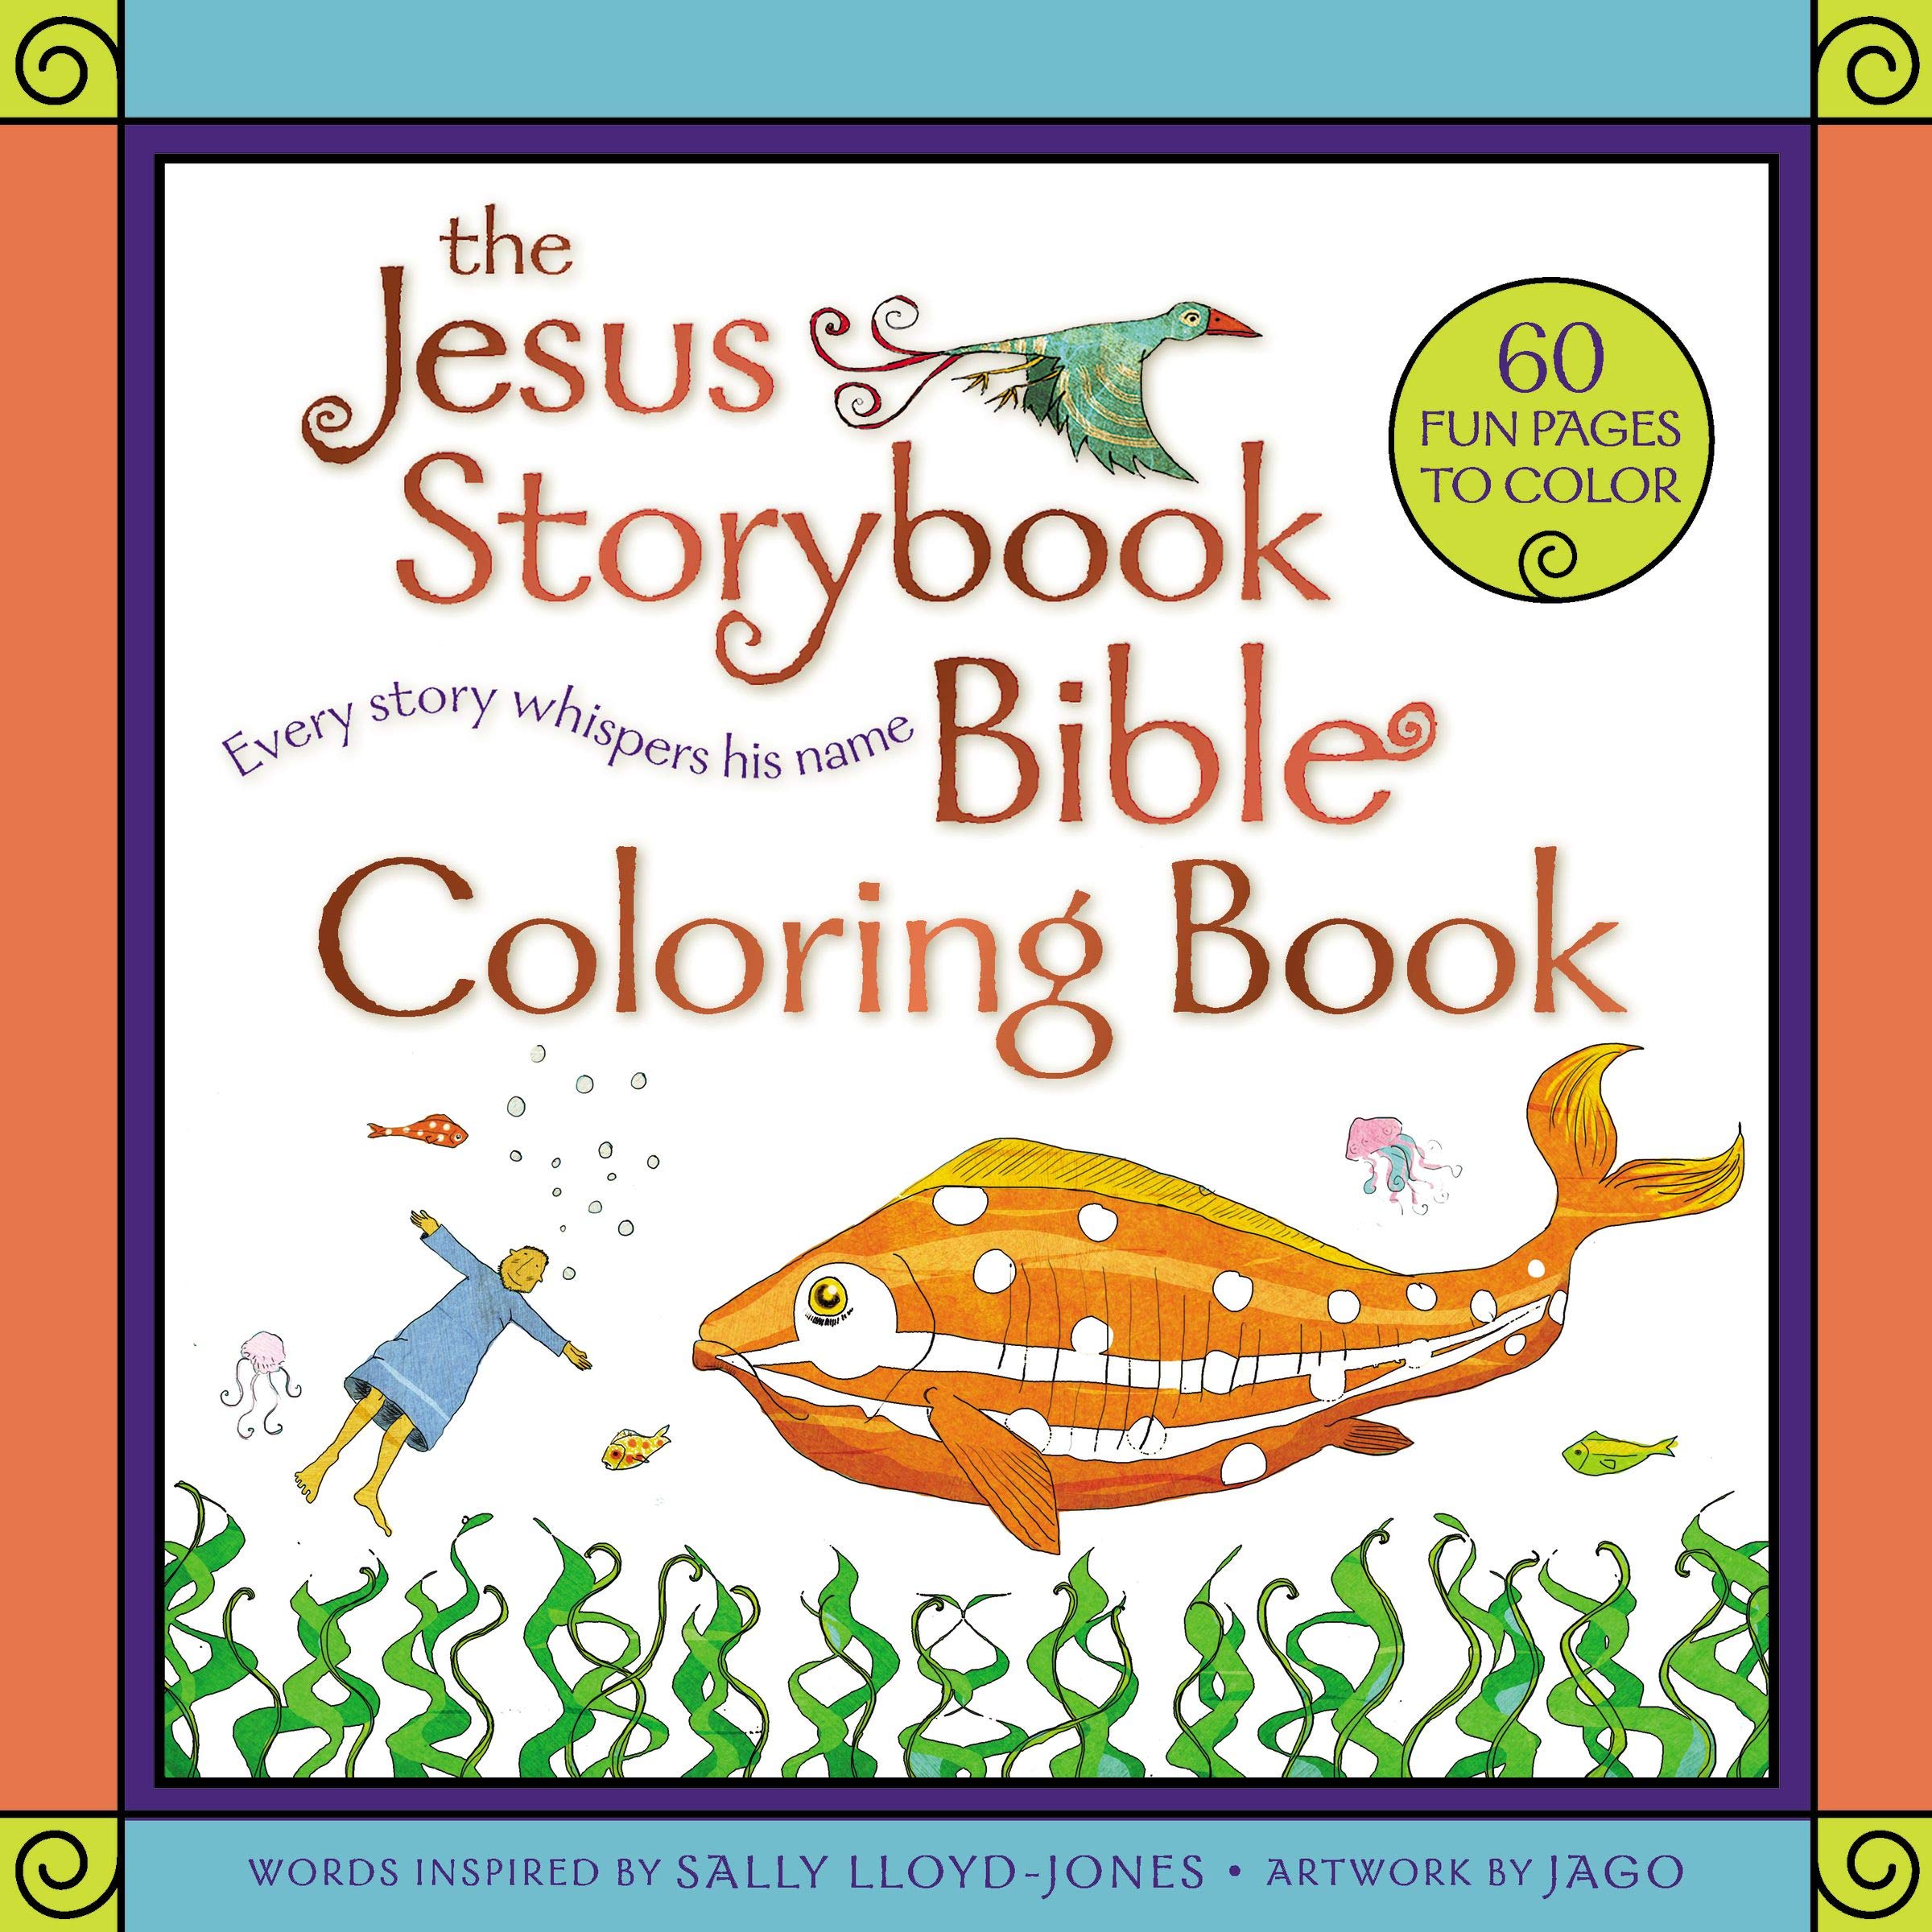 the
Jesus
Storybook
Bible
Every story whispers his name
Coloring Book
60
FUN PAGES
TO COLOR
WORDS INSPIRED BY SALLY LLOYD-JONES • ARTWORK BY JAGO